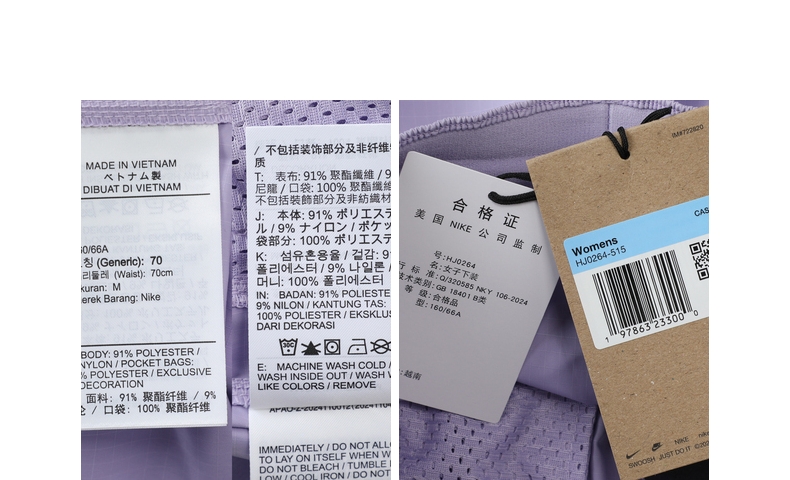 MADE IN VIETNAM
ベトナム製
DIBUAT DI VIETNAM
/66A
칭 (Generic): 70
리둘레 (Waist): 70cm
kuran: M
erek Barang: Nike
BODY: 91% POLYESTER /
NYLON / POCKET BAGS:
% POLYESTER / EXCLUSIVE
DECORATION
面料: 91% 聚酯纤维 / 9%
/ 口袋: 100% 聚酯纤维
/ 不包括装饰部分及非纤维
质
T: 表布: 91% 聚酯纖維 / 9
尼龍 / 口袋: 100% 聚酯纖維
不包括裝飾部分及非紡織材
J: 本体: 91% ポリエステ
ル / 9% ナイロン / ポケッ
袋部分: 100% ポリエステ
K: 섬유혼용율 / 겉감: 9
폴리에스터 / 9% 나일론 /
머니: 100% 폴리에스터
IN: BADAN: 91% POLIESTE
9% NILON / KANTUNG TAS:
100% POLIESTER / EKSKLUS
DARI DEKORASI
E: MACHINE WASH COLD /
WASH INSIDE OUT / WASH W
LIKE COLORS / REMOVE
IMMEDIATELY / DO NOT ALLO
TO LAY ON ITSELF WHEN W
DO NOT BLEACH / TUMBLE
LOW / COOL IRON / DO NOT
合格证
美国 NIKE 公司监制
号: HJ0264
名: 女子下装
行 标 准: Q/320585 NKY 106-2024
技术类别: GB 18401 B类
等 级: 合格品
型: 160/66A
: 越南
IM#722820
CAS
Womens
HJ0264-515
1 97863 23300 0
NIKE
SWOOSH JUST DO IT